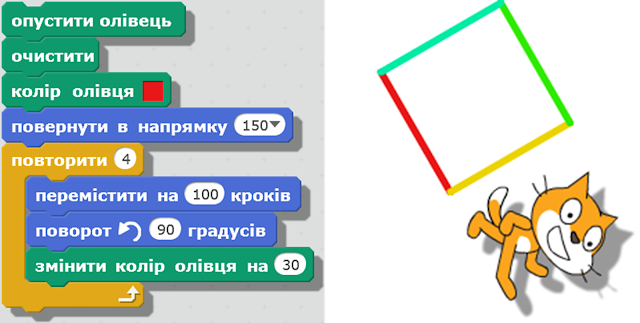 опустити олівець
очистити
колір олівця
повернути в напрямку 150
повторити 4
перемістити на 100 кроків
поворот 90 градусів
змінити колір олівця на 30